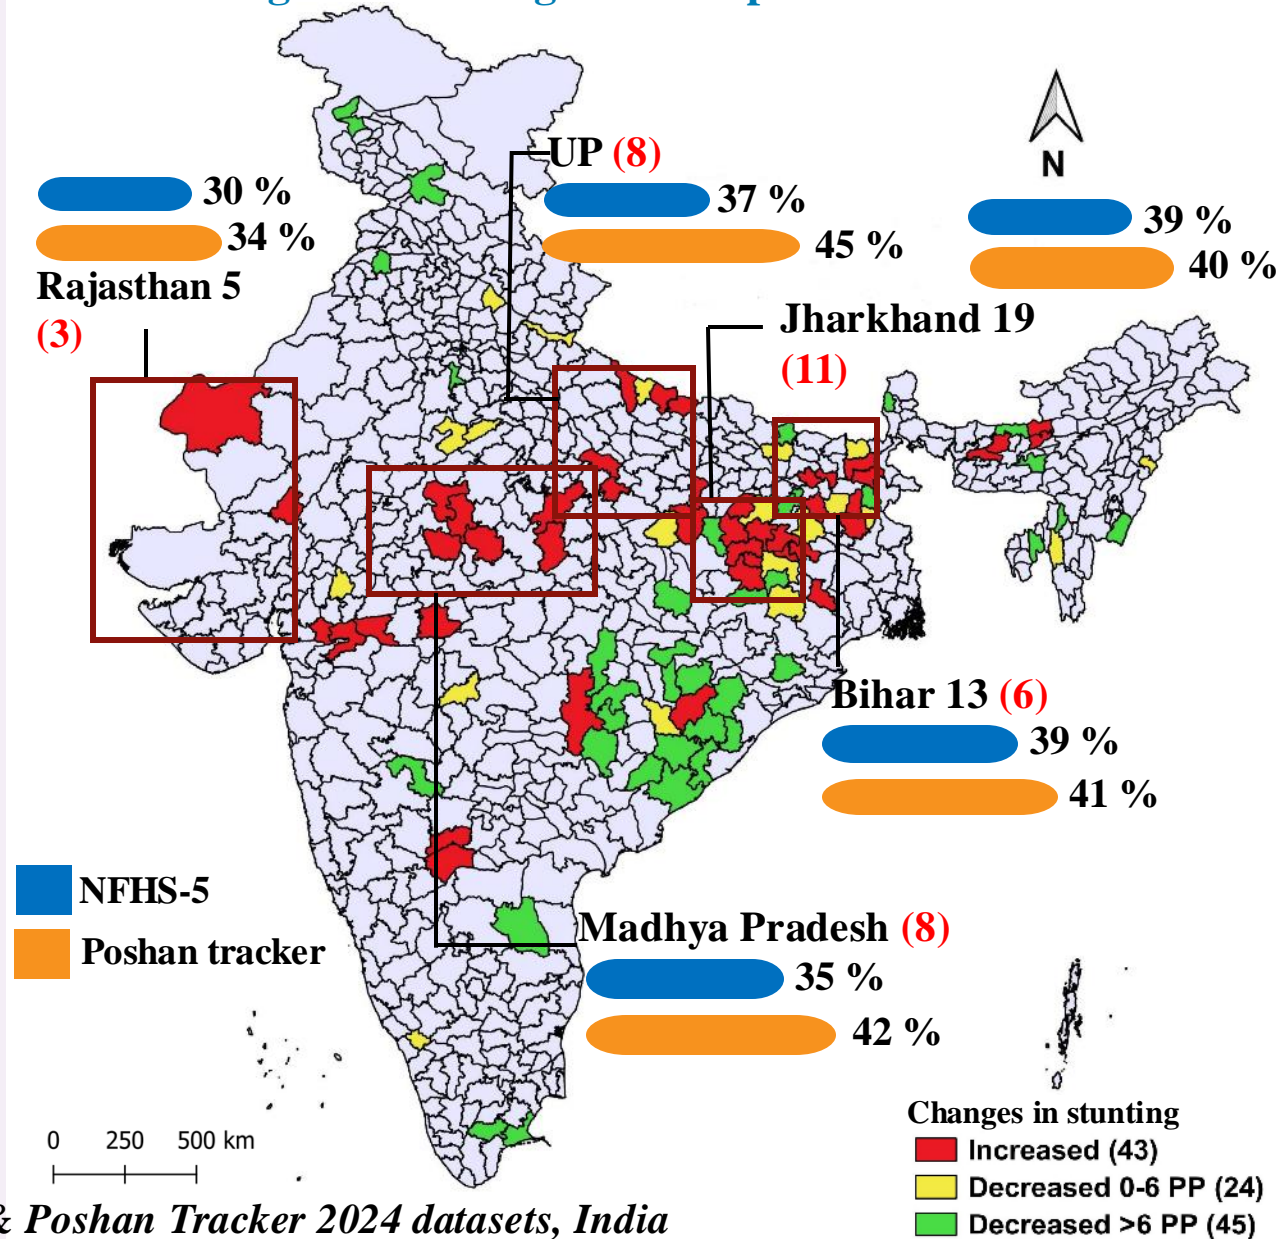 UP (8)
37 %
45 %
30 %
34 %
Rajasthan 5
(3)
N
39 %
40 %
Jharkhand 19
(11)
Bihar 13 (6)
39 %
41 %
NFHS-5
Poshan tracker
Madhya Pradesh (8)
35 %
42 %
0 250 500 km
Changes in stunting
Increased (43)
Decreased 0-6 PP (24)
Decreased >6 PP (45)
& Poshan Tracker 2024 datasets, India